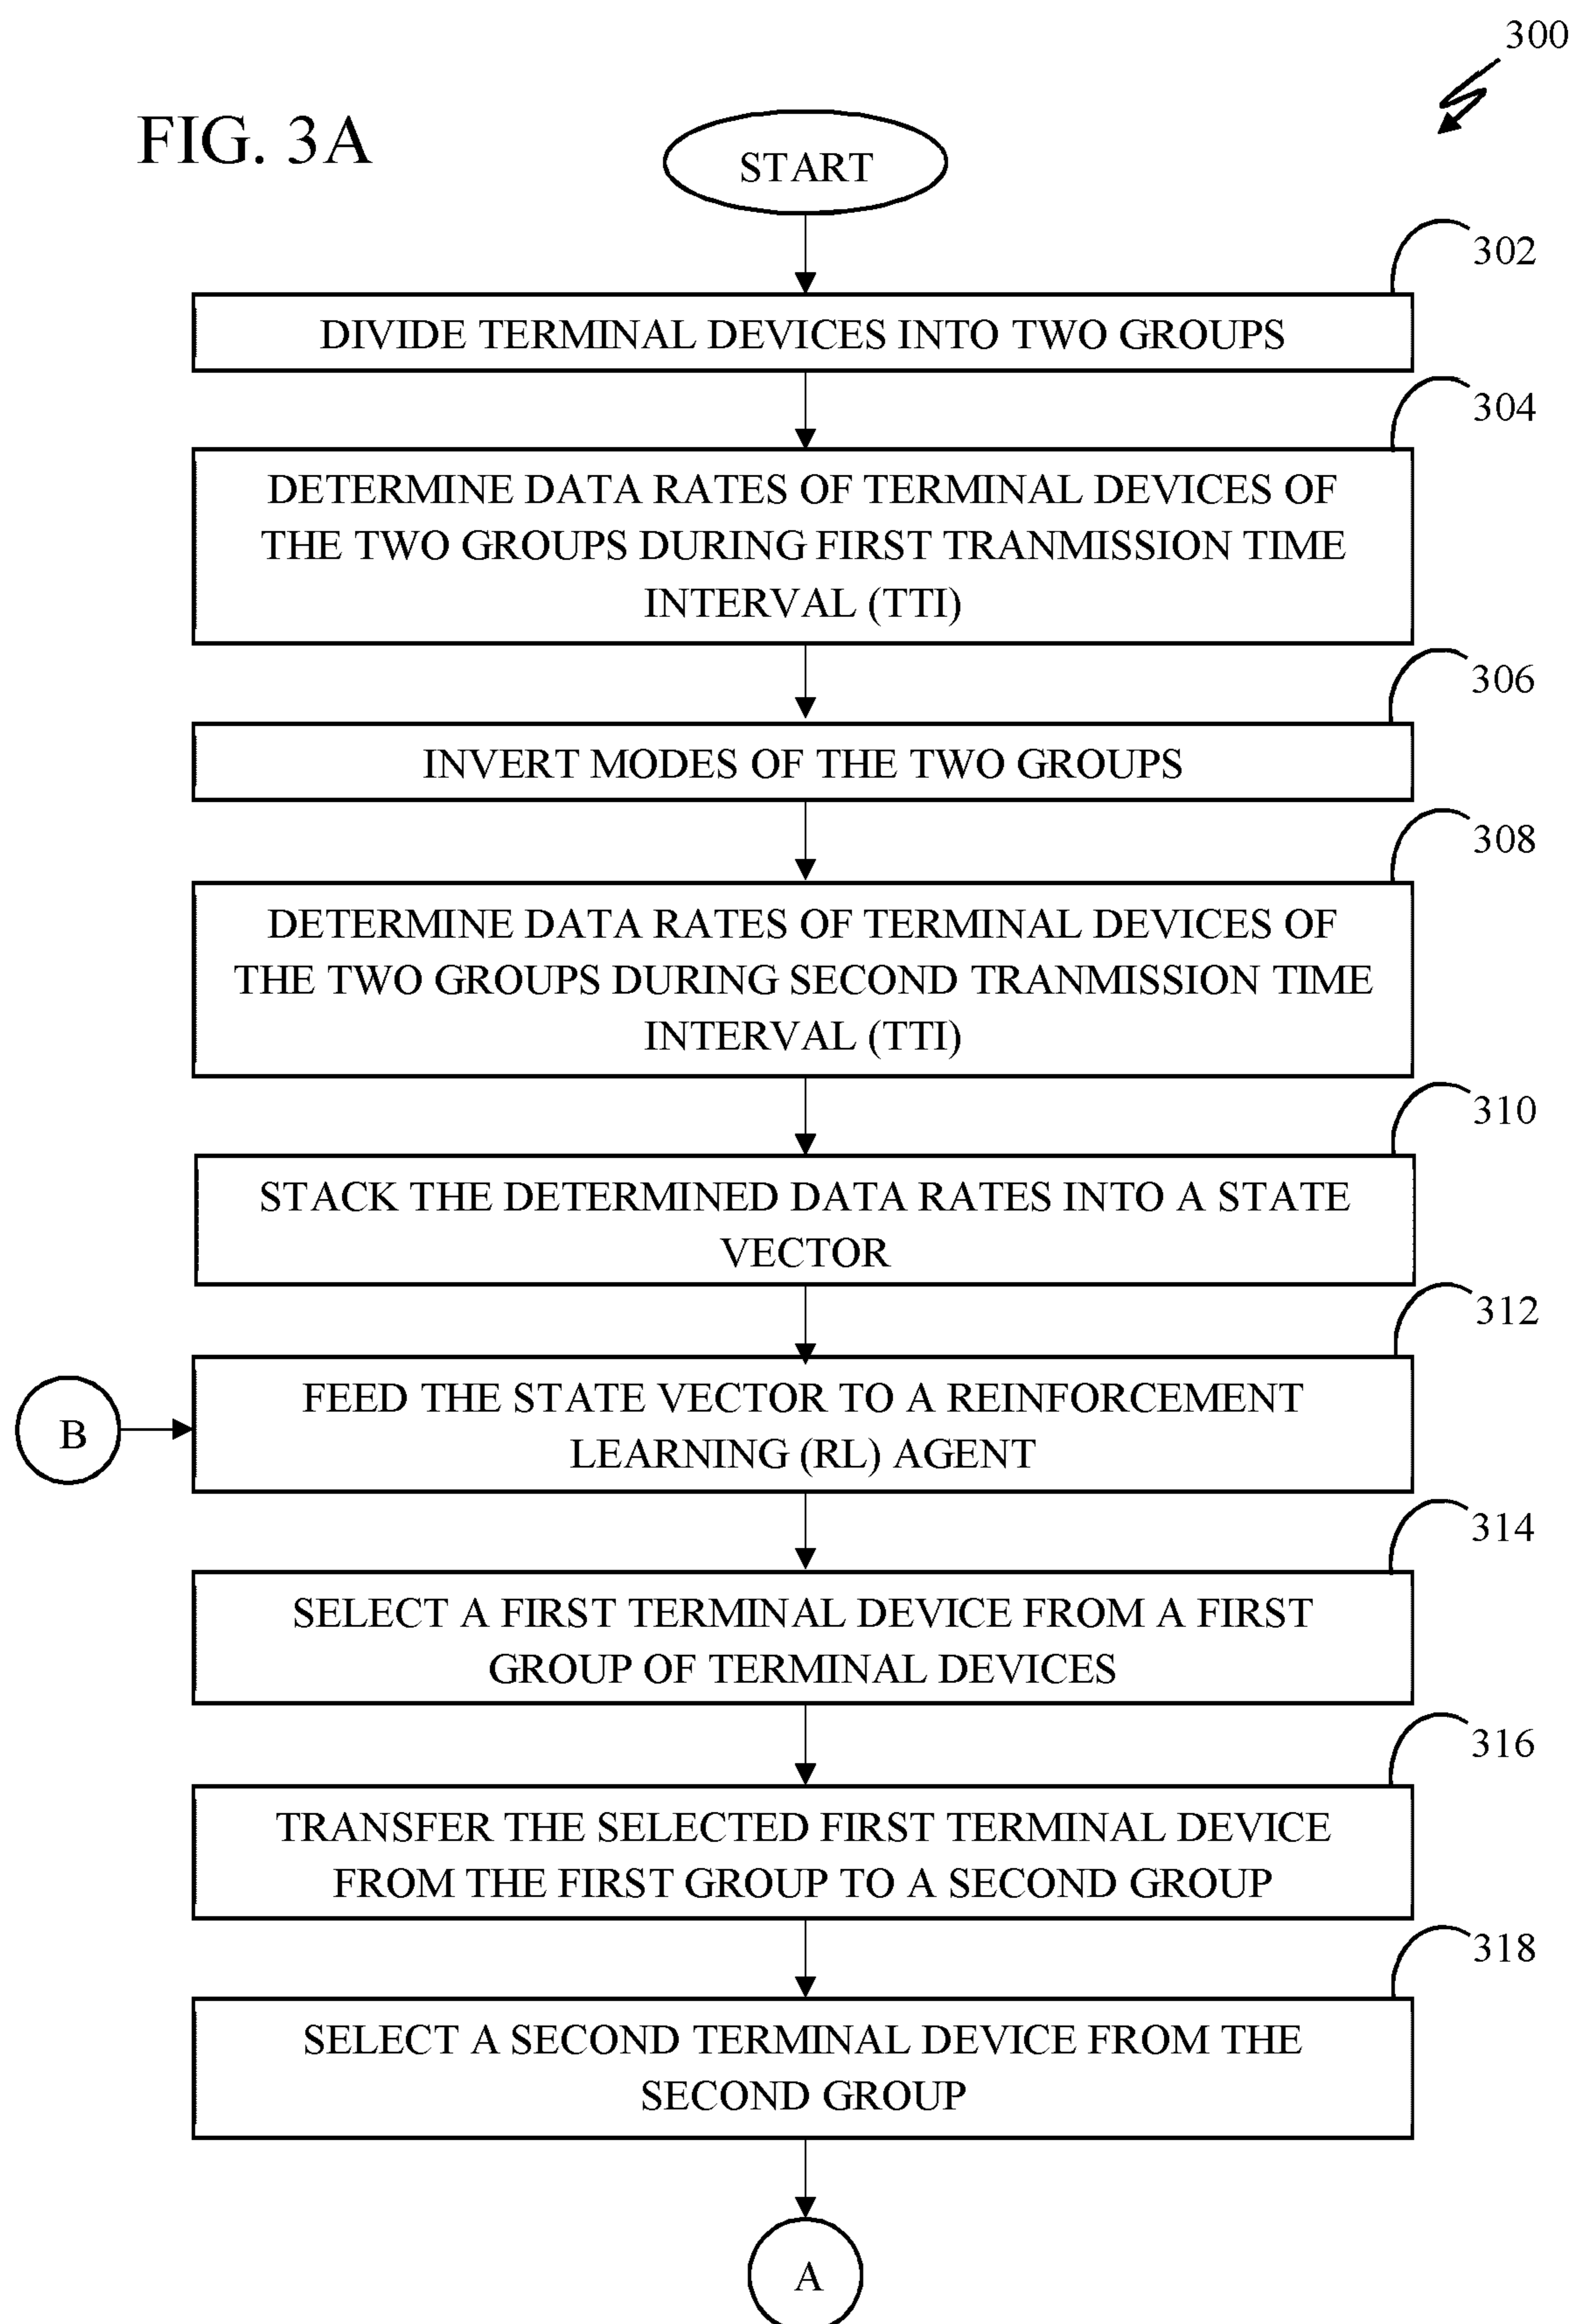 300
FIG. 3A
START
302
DIVIDE TERMINAL DEVICES INTO TWO GROUPS
304
DETERMINE DATA RATES OF TERMINAL DEVICES OF
THE TWO GROUPS DURING FIRST TRANMISSION TIME
INTERVAL (TTI)
306
INVERT MODES OF THE TWO GROUPS
308
DETERMINE DATA RATES OF TERMINAL DEVICES OF
THE TWO GROUPS DURING SECOND TRANMISSION TIME
INTERVAL (TTI)
310
STACK THE DETERMINED DATA RATES INTO A STATE
VECTOR
312
B
FEED THE STATE VECTOR TO A REINFORCEMENT
LEARNING (RL) AGENT
314
SELECT A FIRST TERMINAL DEVICE FROM A FIRST
GROUP OF TERMINAL DEVICES
316
TRANSFER THE SELECTED FIRST TERMINAL DEVICE
FROM THE FIRST GROUP TO A SECOND GROUP
318
SELECT A SECOND TERMINAL DEVICE FROM THE
SECOND GROUP
A